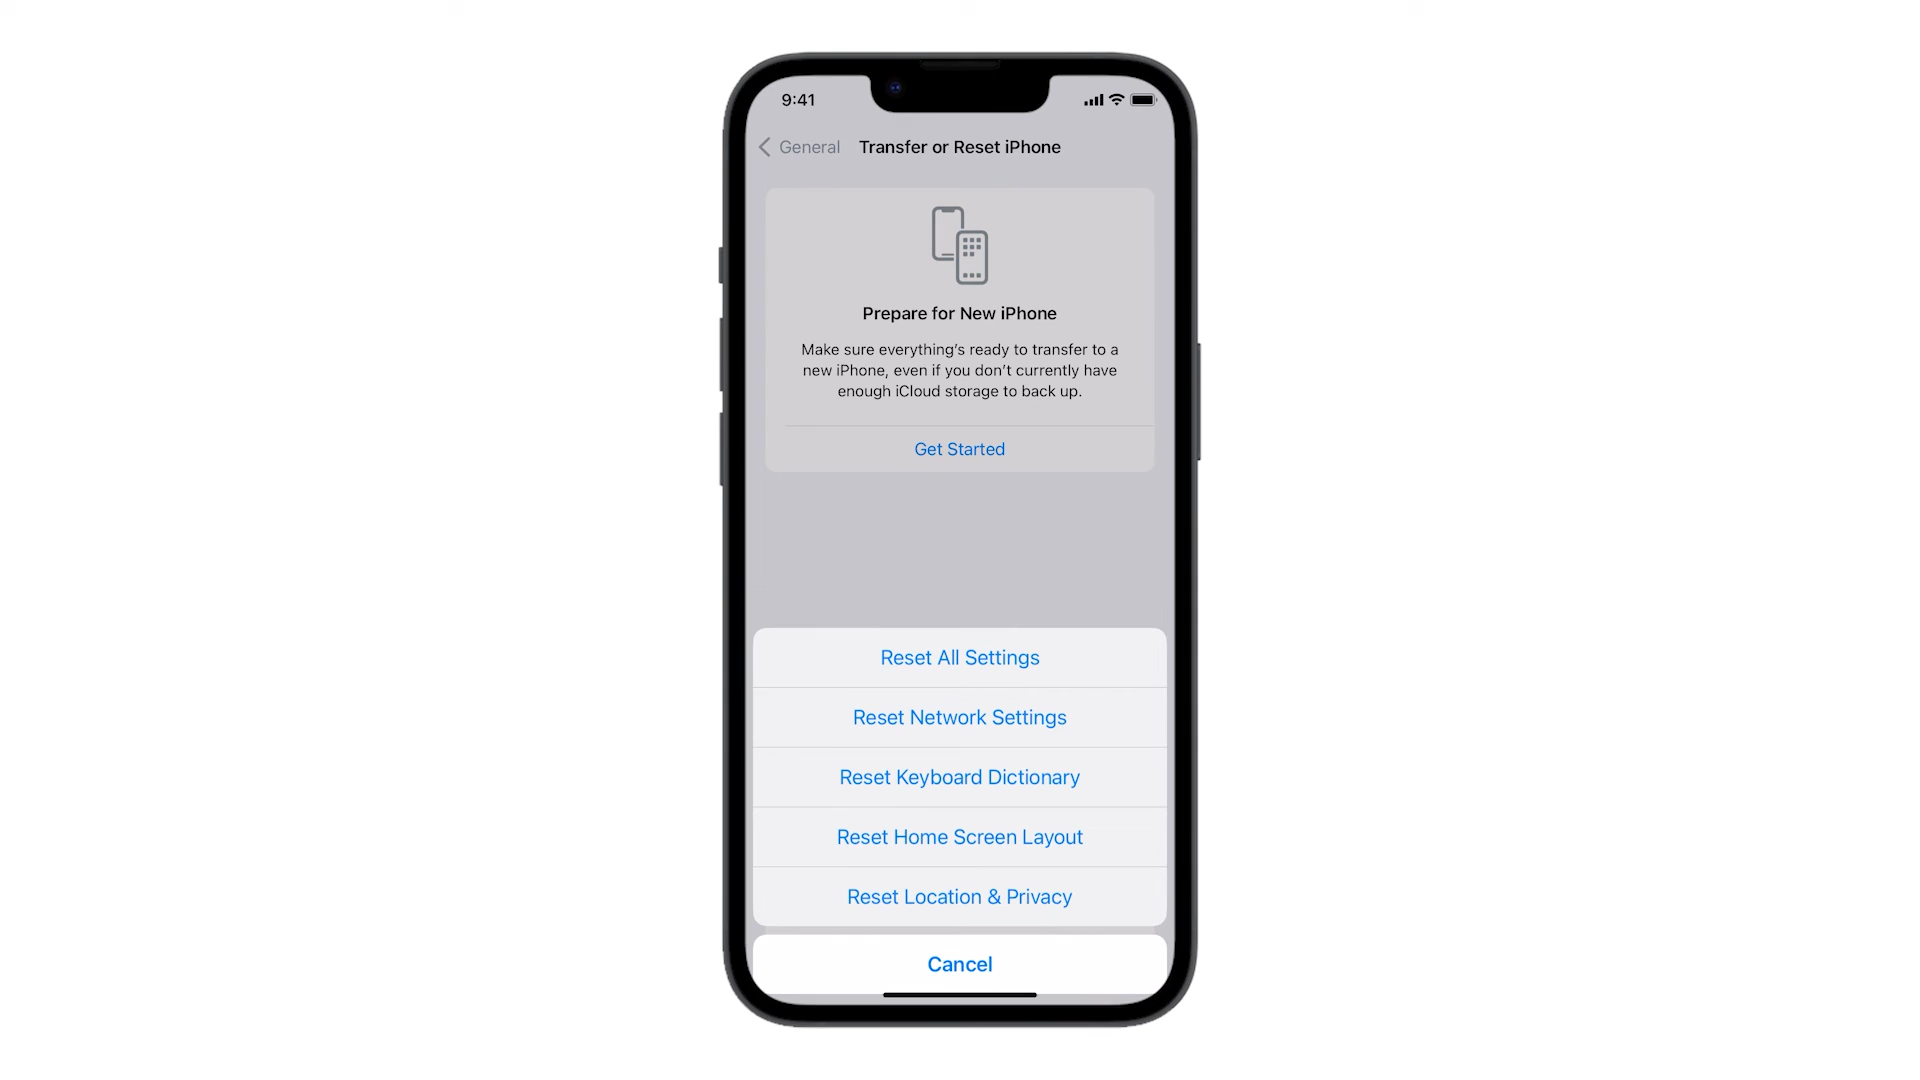 9:41
General Transfer or Reset iPhone
Prepare for New iPhone
Make sure everything's ready to transfer to a
new iPhone, even if you don't currently have
enough iCloud storage to back up.
Get Started
Reset All Settings
Reset Network Settings
Reset Keyboard Dictionary
Reset Home Screen Layout
Reset Location & Privacy
Cancel